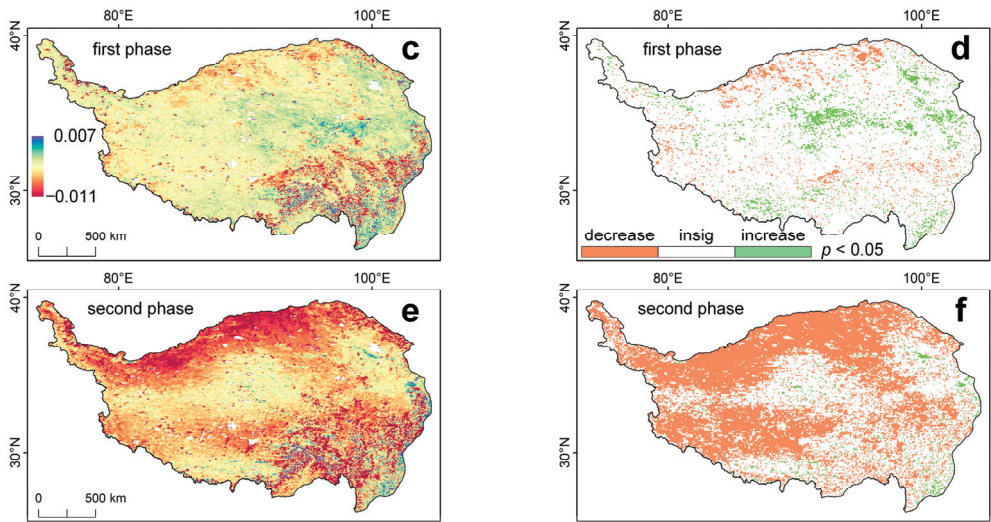 80°E
100°E
80°E
100°E
40°N
first phase
c
40°N
first phase
d
0.007
−0.011
30°N
30°N
0
500 km
decrease
insig
increase
p < 0.05
80°E
100°E
80°E
100°E
40°N
second phase
e
40°N
second phase
f
30°N
30°N
0
500 km